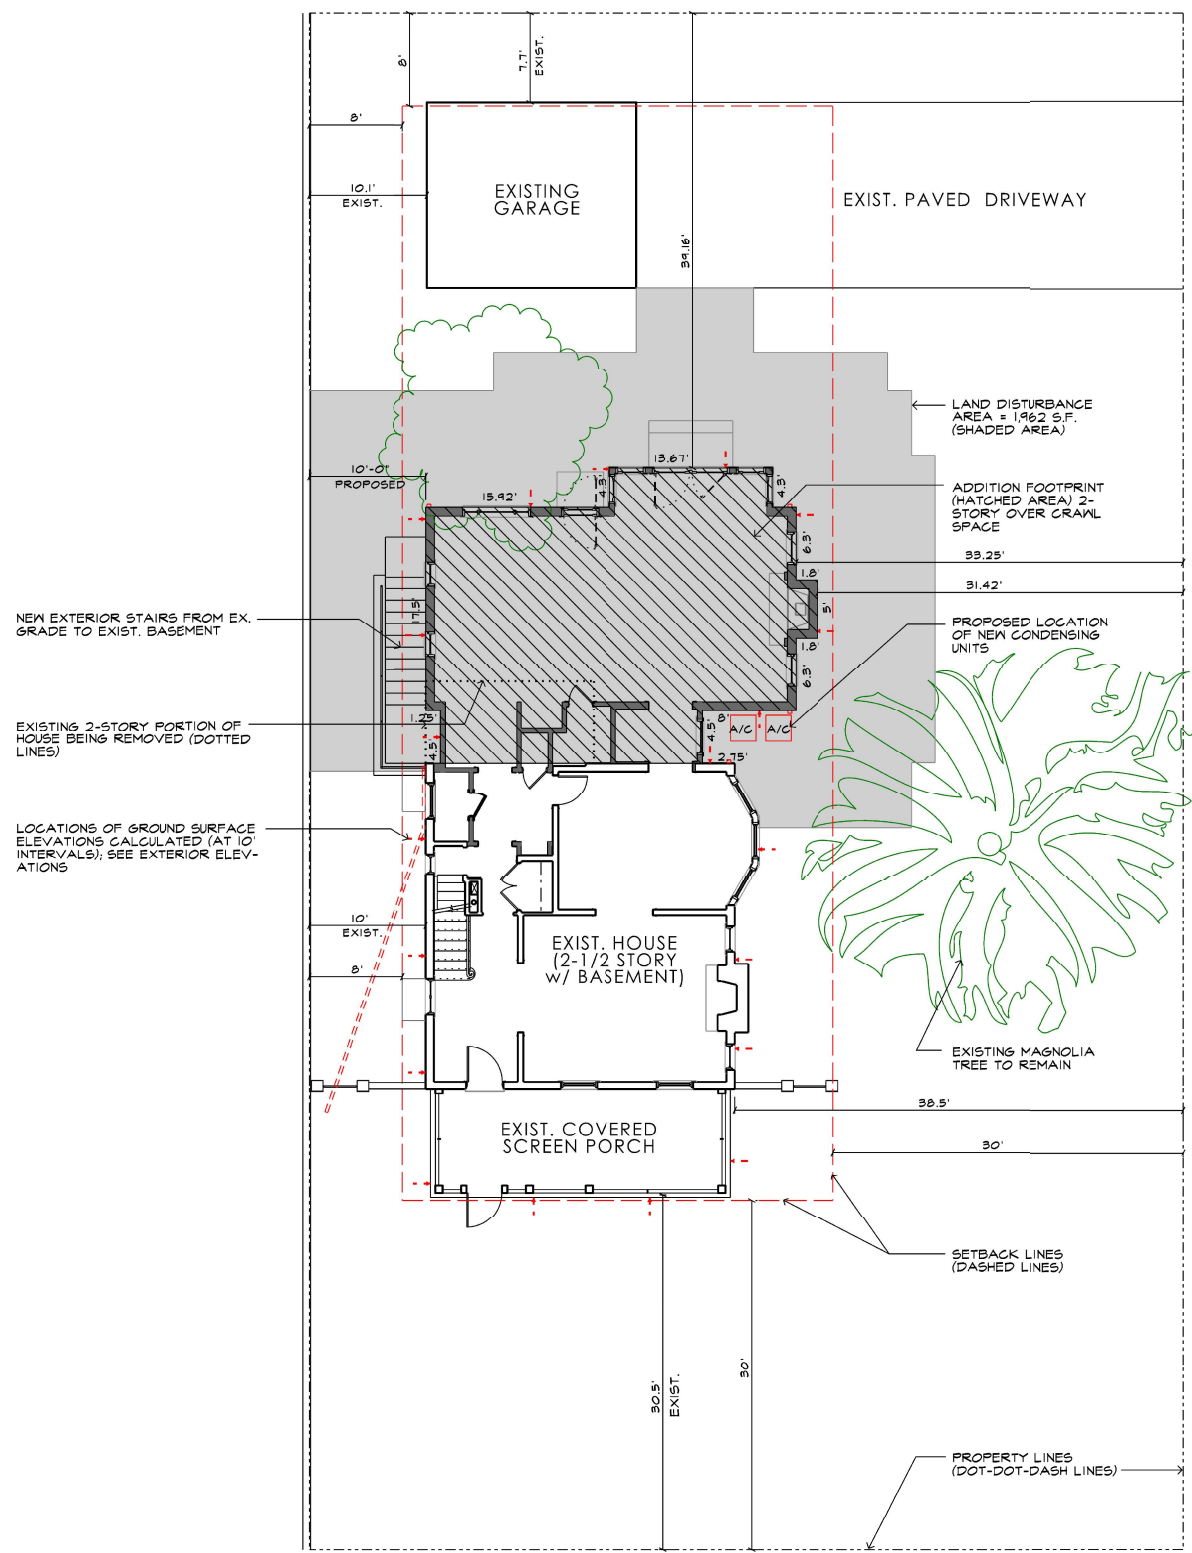 8'
7.7'
EXIST.
8'
10.1'
EXIST.
EXISTING
GARAGE
EXIST. PAVED DRIVEWAY
39.16'
LAND DISTURBANCE
AREA = 1,962 S.F.
(SHADED AREA)
10'-0"
PROPOSED
13.67'
15.92'
4.3'
4.3'
ADDITION FOOTPRINT
(HATCHED AREA) 2-
STORY OVER CRAWL
SPACE
6.3'
33.25'
1.8'
31.42'
5'
17.5'
NEW EXTERIOR STAIRS FROM EX.
GRADE TO EXIST. BASEMENT
PROPOSED LOCATION
OF NEW CONDENSING
UNITS
1.8'
6.3'
1.25'
4.5'
8'
4.5'
A/C
A/C
2.75'
EXISTING 2-STORY PORTION OF
HOUSE BEING REMOVED (DOTTED
LINES)
LOCATIONS OF GROUND SURFACE
ELEVATIONS CALCULATED (AT 10'
INTERVALS); SEE EXTERIOR ELEV-
ATIONS
10'
EXIST.
8'
EXIST. HOUSE
(2-1/2 STORY
w/ BASEMENT)
EXISTING MAGNOLIA
TREE TO REMAIN
38.5'
EXIST. COVERED
SCREEN PORCH
30'
SETBACK LINES
(DASHED LINES)
30.5'
EXIST.
30'
PROPERTY LINES
(DOT-DOT-DASH LINES)